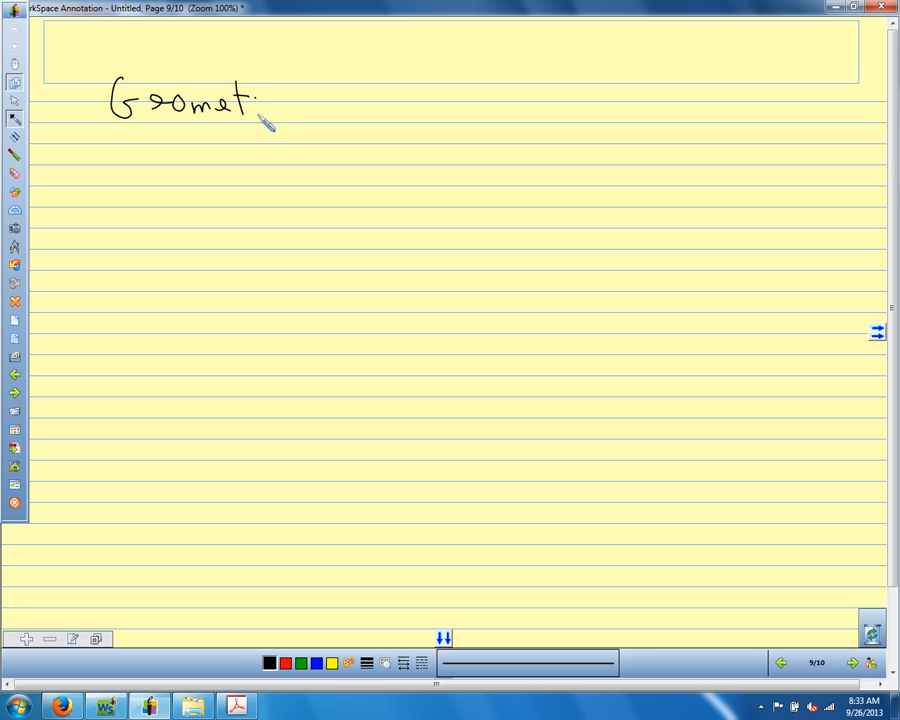 rkSpace Annotation - Untitled, Page 9/10 (Zoom 100%) *
Geomet
9/10
8:33 AM
9/26/2013